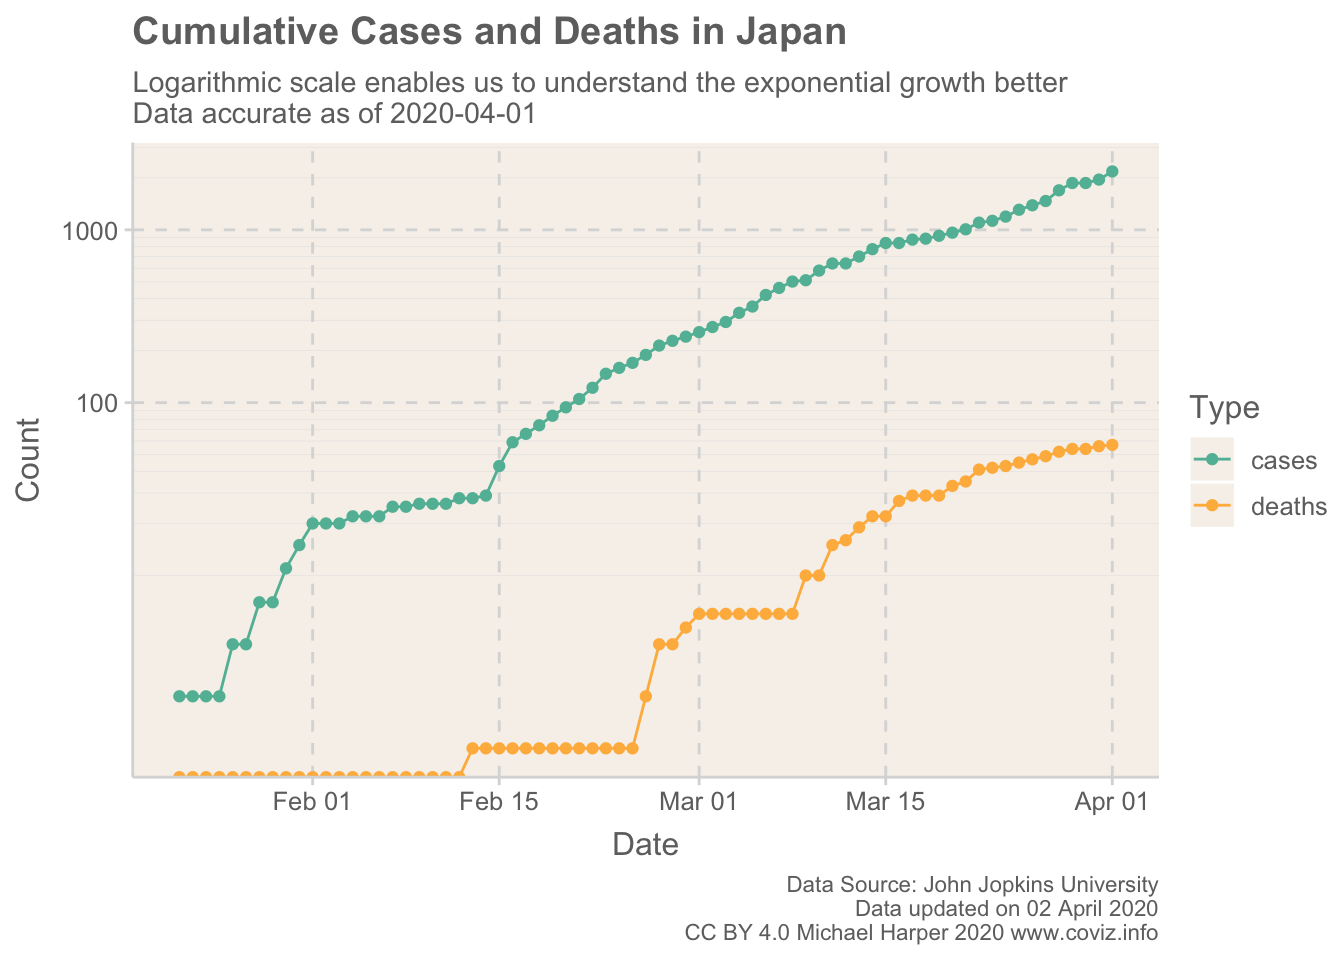 Cumulative Cases and Deaths in Japan
Logarithmic scale enables us to understand the exponential growth better
Data accurate as of 2020-04-01
1000
100
Count
Feb 01
Feb 15
Mar 01
Mar 15
Apr 01
Date
Type
cases
deaths
Data Source: John Jopkins University
Data updated on 02 April 2020
CC BY 4.0 Michael Harper 2020 www.coviz.info